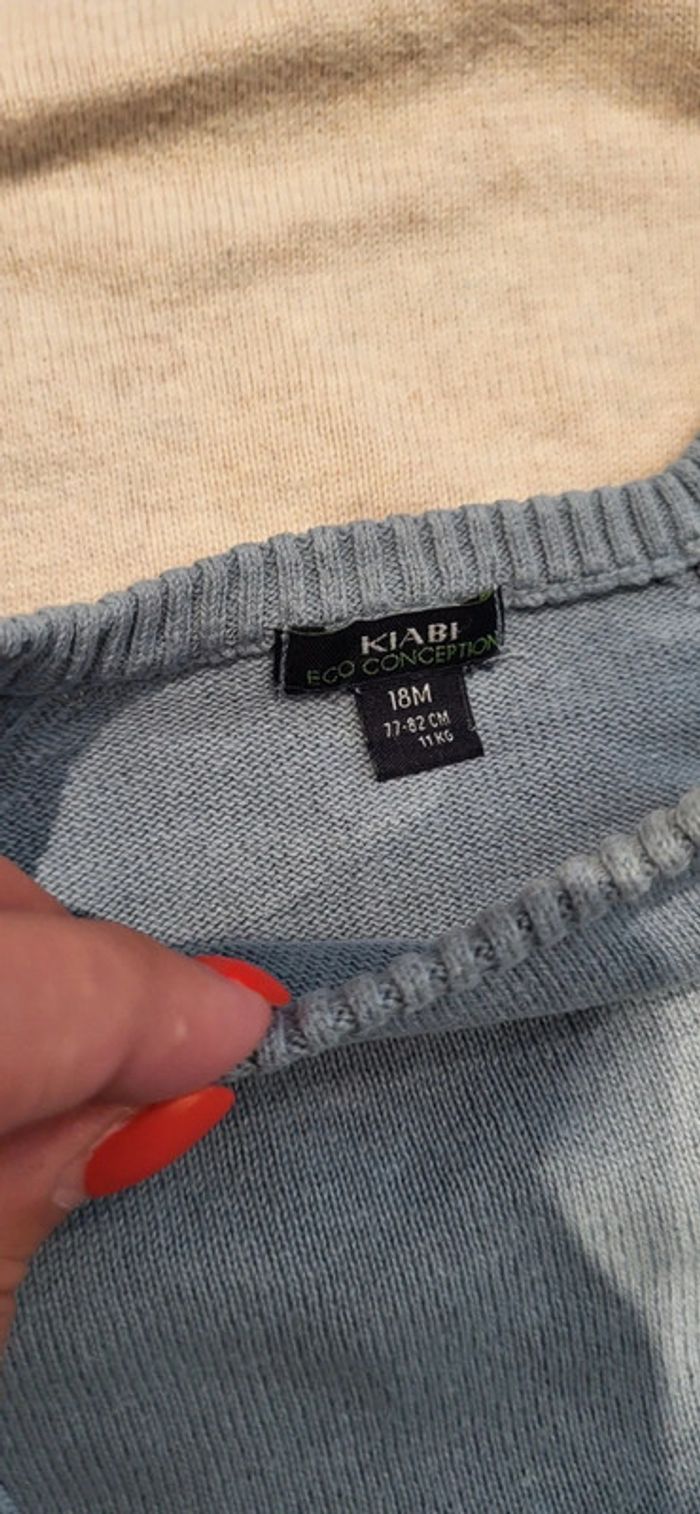 KIABI
ECO CONCEPTION
18M
77-82 CM
11 KG